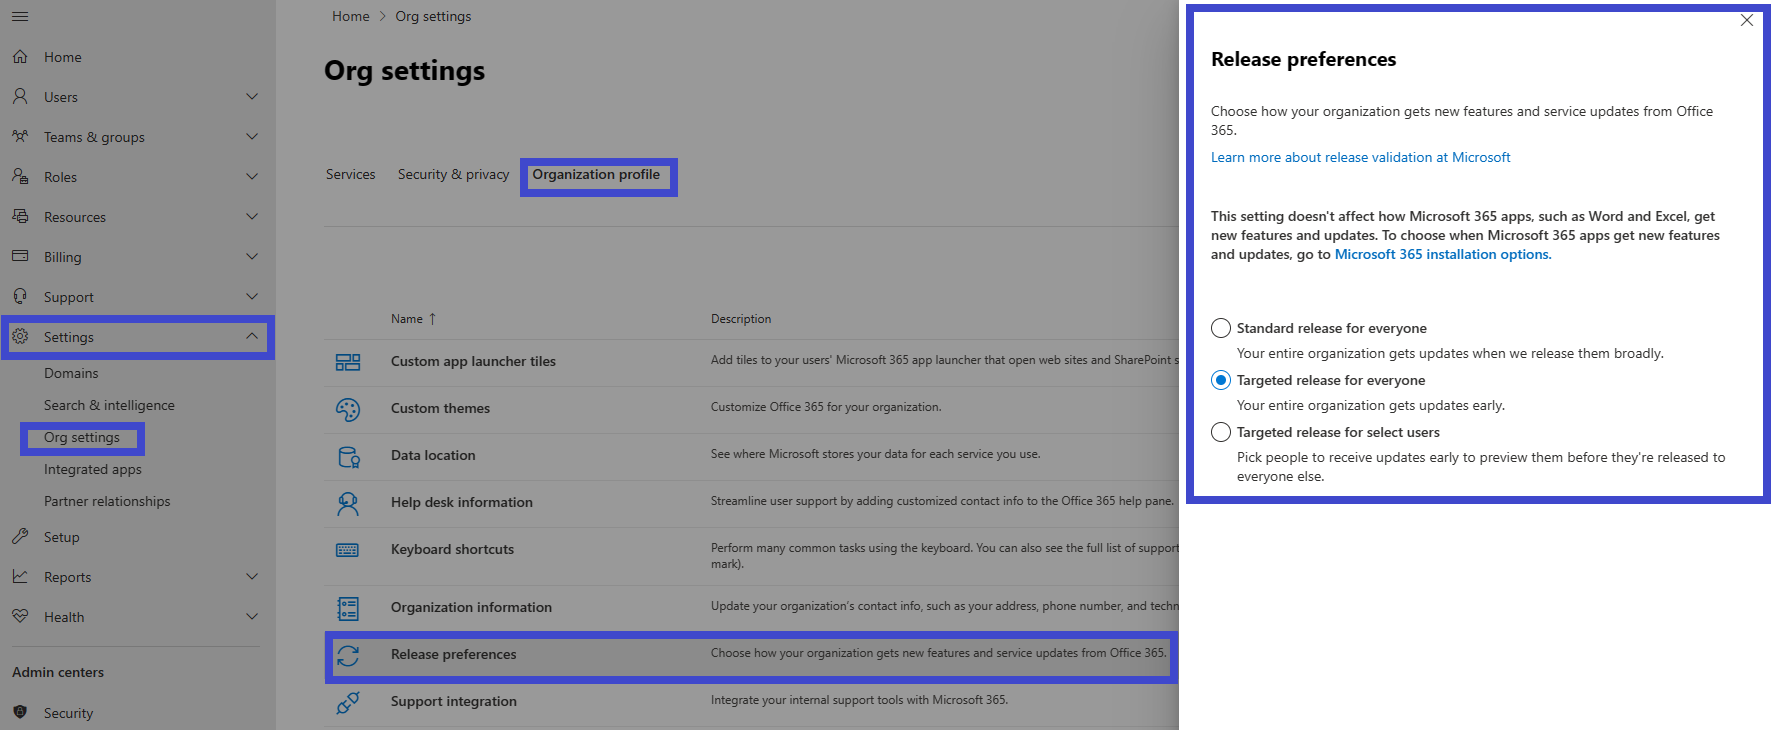 Home
Users
Teams & groups
Roles
Resources
Billing
Support
Settings
Domains
Search & intelligence
Org settings
Integrated apps
Partner relationships
Setup
Reports
Health
Admin centers
Security
Home > Org settings
Org settings
Services Security & privacy Organization profile
Name ↑ Description
Custom app launcher tiles Add tiles to your users' Microsoft 365 app launcher that open web sites and SharePoint s
Custom themes Customize Office 365 for your organization.
Data location See where Microsoft stores your data for each service you use.
Help desk information Streamline user support by adding customized contact info to the Office 365 help pane.
Keyboard shortcuts Perform many common tasks using the keyboard. You can also see the full list of support
mark).
Organization information Update your organization's contact info, such as your address, phone number, and techn
Release preferences Choose how your organization gets new features and service updates from Office 365.
Support integration Integrate your internal support tools with Microsoft 365.
Release preferences
Choose how your organization gets new features and service updates from Office
365.
Learn more about release validation at Microsoft
This setting doesn't affect how Microsoft 365 apps, such as Word and Excel, get
new features and updates. To choose when Microsoft 365 apps get new features
and updates, go to Microsoft 365 installation options.
Standard release for everyone
Your entire organization gets updates when we release them broadly.
Targeted release for everyone
Your entire organization gets updates early.
Targeted release for select users
Pick people to receive updates early to preview them before they're released to
everyone else.